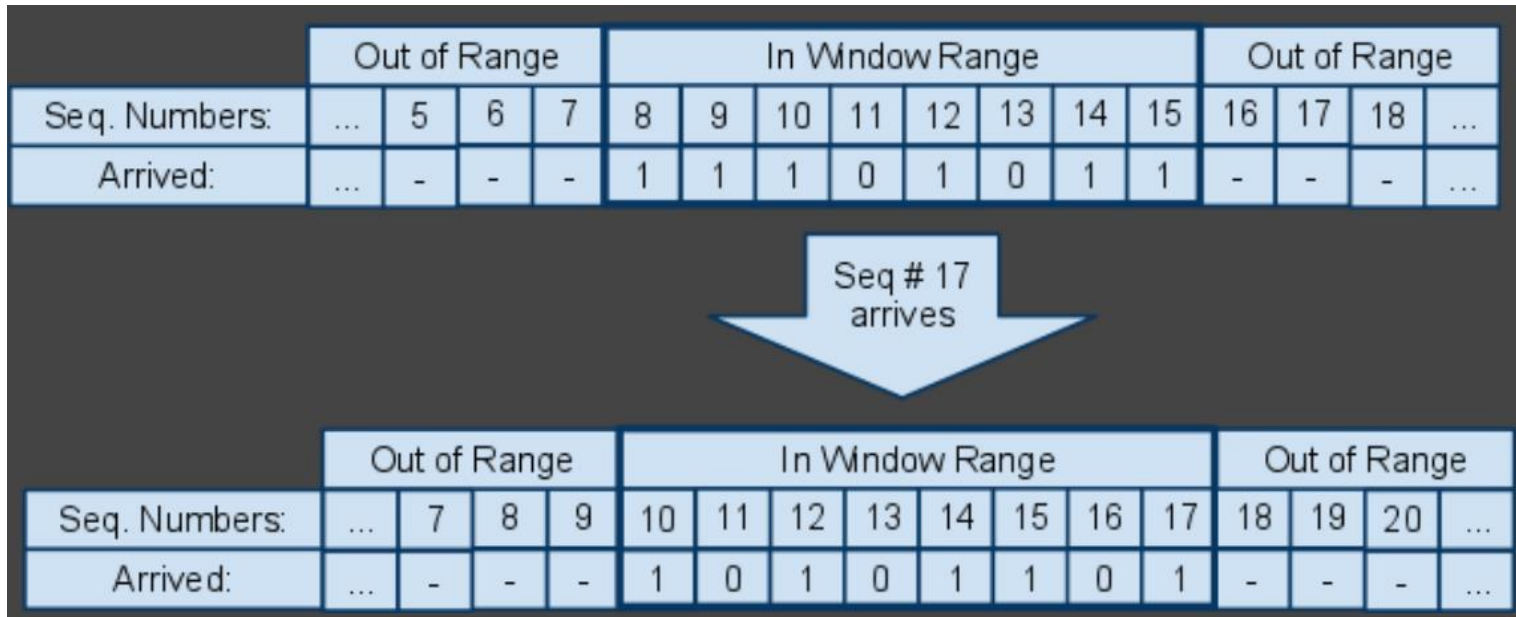 Out of Range In Window Range Out of Range
Seq. Numbers: ... 5 6 7 8 9 10 11 12 13 14 15 16 17 18 ...
Arrived: ... - - - 1 1 1 0 1 0 1 1 - - - ...
Seq # 17
arrives
Out of Range In Window Range Out of Range
Seq. Numbers: ... 7 8 9 10 11 12 13 14 15 16 17 18 19 20 ...
Arrived: ... - - - 1 0 1 0 1 1 0 1 - - - ...